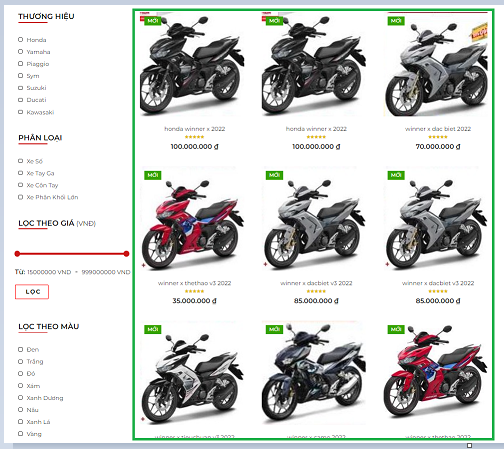 THƯƠNG HIỆU
Honda
Yamaha
Piaggio
Sym
Suzuki
Ducati
Kawasaki
PHÂN LOẠI
Xe Số
Xe Tay Ga
Xe Côn Tay
Xe Phân Khối Lớn
LỌC THEO GIÁ (VNĐ)
Từ: 15000000 VND - 999000000 VND
LỌC
LỌC THEO MÀU
Đen
Trắng
Đỏ
Xám
Xanh Dương
Nâu
Xanh Lá
Vàng
MỚI MỚI MỚI
honda winner x 2022 honda winner x 2022 winner x dac biet 2022
100.000.000 ₫ 100.000.000 ₫ 70.000.000 ₫
MỚI MỚI MỚI
winner x thethao v3 2022 winner x dacbiet v3 2022 winner x dacbiet v3 2022
35.000.000 ₫ 85.000.000 ₫ 85.000.000 ₫
MỚI MỚI MỚI